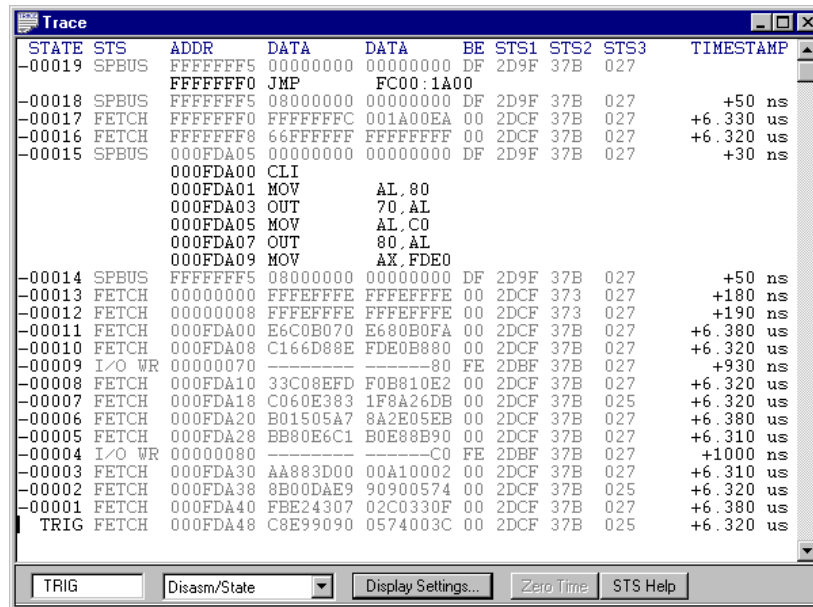 Trace
STATE STS ADDR DATA DATA BE STS1 STS2 STS3 TIMESTAMP
-00019 SPBUS FFFFFFF5 00000000 00000000 DF 2D9F 37B 027
FFFFFFF0 JMP FC00:1A00
-00018 SPBUS FFFFFFF5 08000000 00000000 DF 2D9F 37B 027 +50 ns
-00017 FETCH FFFFFFF0 FFFFFFFC 001A00EA 00 2DCF 37B 027 +6.330 us
-00016 FETCH FFFFFFF8 66FFFFFF FFFFFFFF 00 2DCF 37B 027 +6.320 us
-00015 SPBUS 000FDA05 00000000 00000000 DF 2D9F 37B 027 +30 ns
000FDA00 CLI
000FDA01 MOV AL,80
000FDA03 OUT 70,AL
000FDA05 MOV AL,C0
000FDA07 OUT 80,AL
000FDA09 MOV AX,FDE0
-00014 SPBUS FFFFFFF5 08000000 00000000 DF 2D9F 37B 027 +50 ns
-00013 FETCH 00000000 FFFEFFFE FFFEFFFE 00 2DCF 373 027 +180 ns
-00012 FETCH 00000008 FFFEFFFE FFFEFFFE 00 2DCF 373 027 +190 ns
-00011 FETCH 000FDA00 E6C0B070 E680B0FA 00 2DCF 37B 027 +6.380 us
-00010 FETCH 000FDA08 C166D88E FDE0B880 00 2DCF 37B 027 +6.320 us
-00009 I/O WR 00000070 -------- ------80 FE 2DBF 37B 027 +930 ns
-00008 FETCH 000FDA10 33C08EFD F0B810E2 00 2DCF 37B 027 +6.320 us
-00007 FETCH 000FDA18 C060E383 1F8A26DB 00 2DCF 37B 025 +6.320 us
-00006 FETCH 000FDA20 B01505A7 8A2E05EB 00 2DCF 37B 027 +6.380 us
-00005 FETCH 000FDA28 BB80E6C1 B0E88B90 00 2DCF 37B 027 +6.310 us
-00004 I/O WR 00000080 -------- ------C0 FE 2DBF 37B 027 +1000 ns
-00003 FETCH 000FDA30 AA883D00 00A10002 00 2DCF 37B 027 +6.310 us
-00002 FETCH 000FDA38 8B00DAE9 90900574 00 2DCF 37B 025 +6.320 us
-00001 FETCH 000FDA40 FBE24307 02C0330F 00 2DCF 37B 027 +6.320 us
TRIG FETCH 000FDA48 C8E99090 0574003C 00 2DCF 37B 025 +6.320 us
TRIG Disasm/State Display Settings... Zero Time STS Help